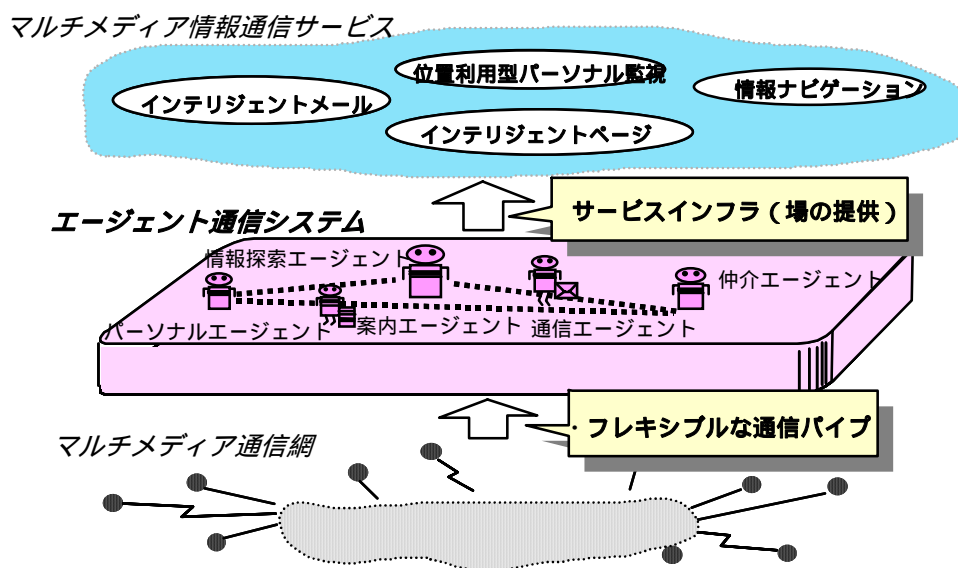 マルチメディア情報通信サービス
位置利用型パーソナル監視
情報ナビゲーション
インテリジェントメール
インテリジェントページ
サービスインフラ（場の提供）
エージェント通信システム
情報探索エージェント
仲介エージェント
パーソナルエージェント
案内エージェント
通信エージェント
・フレキシブルな通信パイプ
マルチメディア通信網